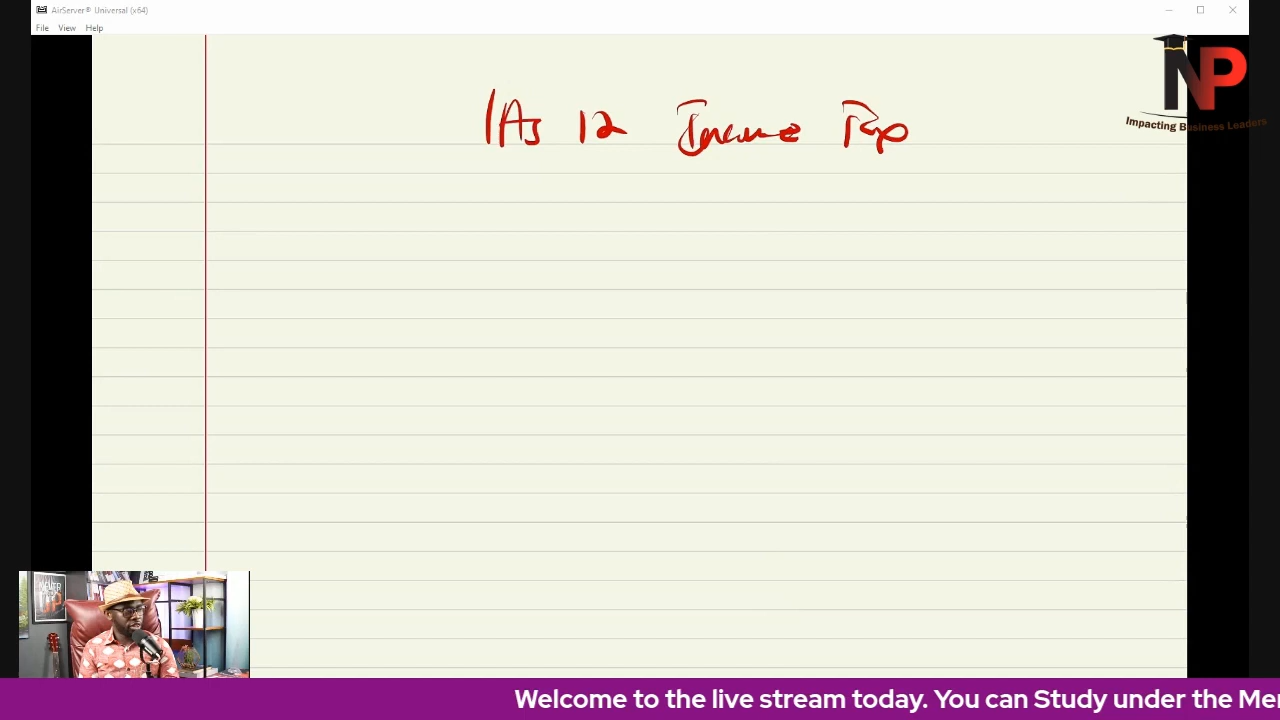 AirServer® Universal (x64)
File View Help
NP
Impacting Business Leaders
IAS 12 Income Tax
Welcome to the live stream today. You can Study under the Mer